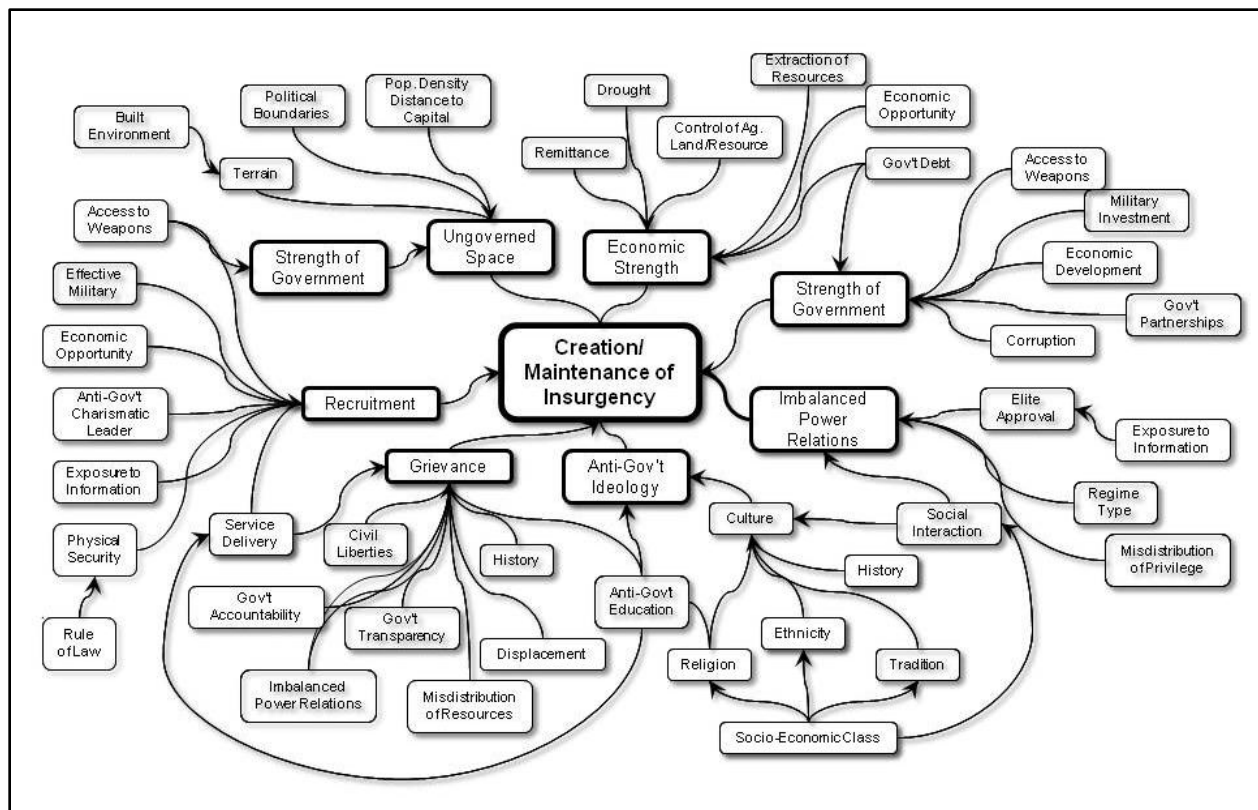 Extraction of
Resources
Pop. Density
Distance to
Capital
Drought
Political
Boundaries
Economic
Opportunity
Built
Environment
Control of Ag.
Land/Resource
Remittance
Gov't Debt
Access to
Weapons
Terrain
Access to
Weapons
Military
Investment
Ungoverned
Space
Economic
Strength
Strength of
Government
Effective
Military
Economic
Development
Strength of
Government
Gov't
Partnerships
Economic
Opportunity
Corruption
Creation/
Maintenance of
Insurgency
Anti-Gov't
Charismatic
Leader
Recruitment
Imbalanced
Power
Relations
Elite
Approval
Exposure to
Information
Exposure to
Information
Grievance
Anti-Gov't
Ideology
Regime
Type
Physical
Security
Service
Delivery
Civil
Liberties
History
Culture
Social
Interaction
History
Misdistribution
of Privilege
Gov't
Accountability
Gov't
Transparency
Anti-Gov't
Education
Rule
of Law
Displacement
Ethnicity
Religion
Tradition
Imbalanced
Power Relations
Misdistribution
of Resources
Socio-Economic Class